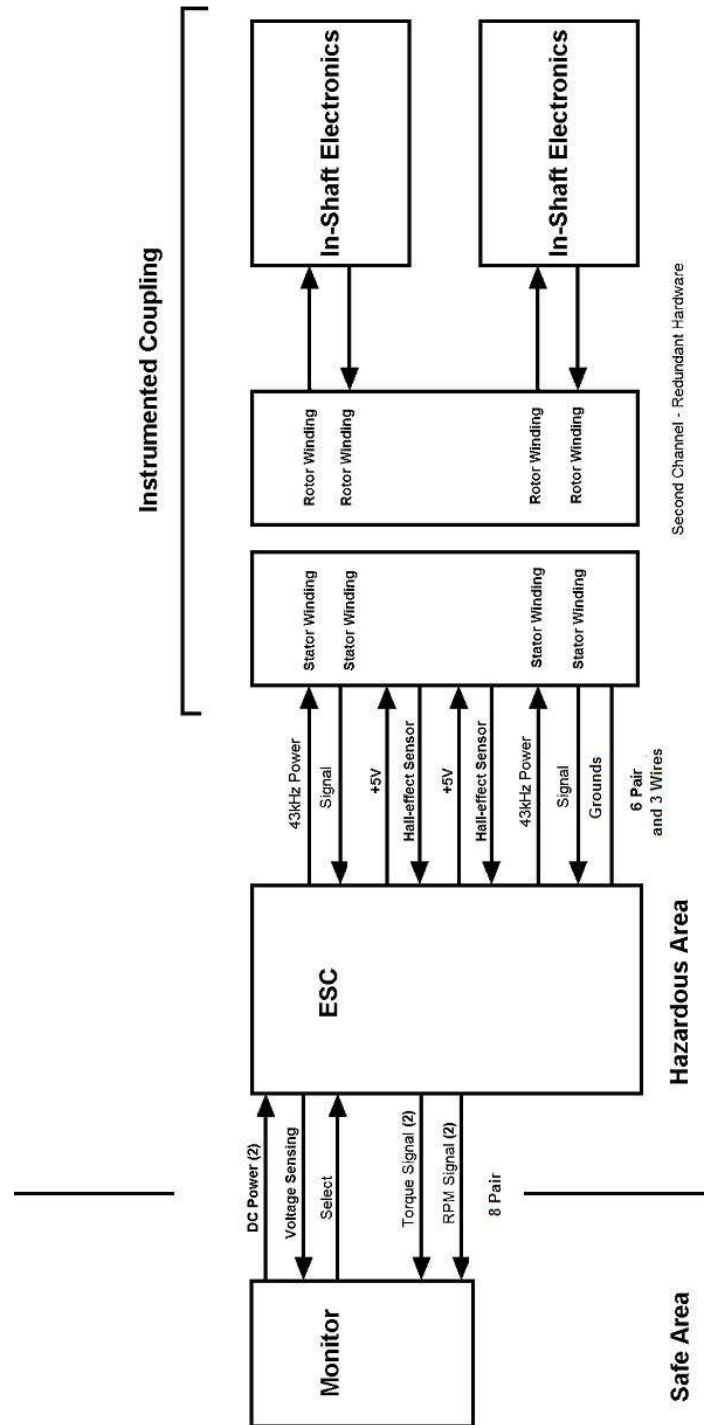 Instrumented Coupling
In-Shaft Electronics
In-Shaft Electronics
Rotor Winding
Rotor Winding
Rotor Winding
Rotor Winding
Second Channel - Redundant Hardware
Stator Winding
Stator Winding
Stator Winding
Stator Winding
43kHz Power
Signal
+5V
Hall-effect Sensor
+5V
Hall-effect Sensor
43kHz Power
Signal
Grounds
6 Pair
and 3 Wires
ESC
Hazardous Area
DC Power (2)
Voltage Sensing
Select
Torque Signal (2)
RPM Signal (2)
8 Pair
Monitor
Safe Area